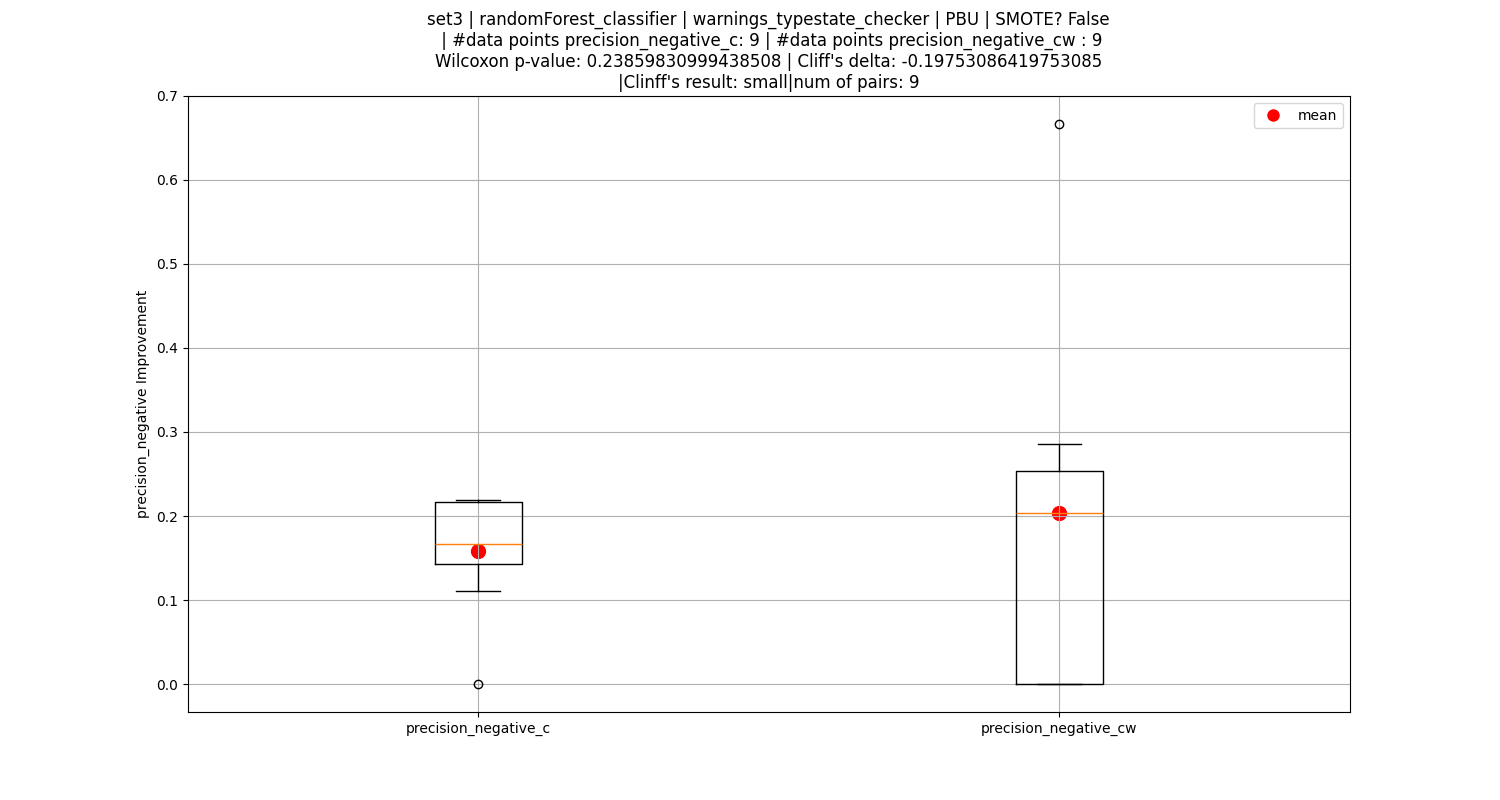 set3 | randomForest_classifier | warnings_typestate_checker | PBU | SMOTE? False
| #data points precision_negative_c: 9 | #data points precision_negative_cw : 9
Wilcoxon p-value: 0.23859830999438508 | Cliff's delta: -0.19753086419753085
|Clinff's result: small|num of pairs: 9
mean
precision_negative Improvement
0.7
0.6
0.5
0.4
0.3
0.2
0.1
0.0
precision_negative_c
precision_negative_cw